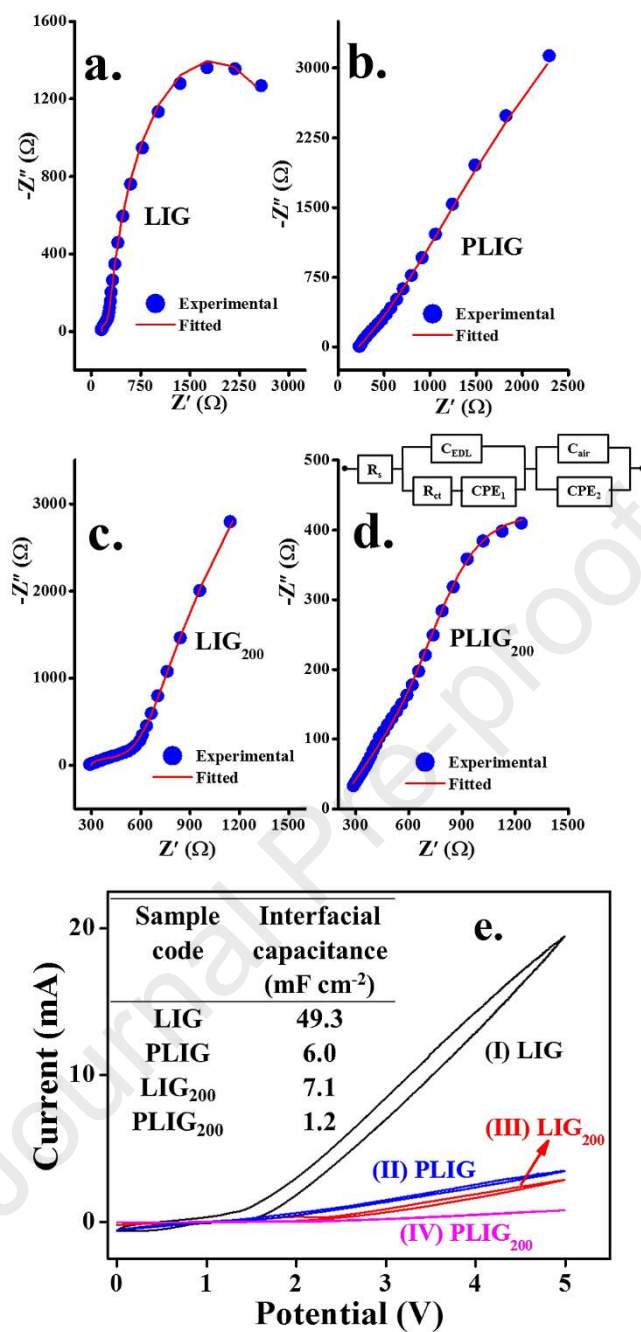 a.
1600
1200
800
400
0
-Z″ (Ω)
LIG
Experimental
Fitted
0 750 1500 2250 3000
Z′ (Ω)
b.
3000
2250
1500
750
0
-Z″ (Ω)
PLIG
Experimental
Fitted
0 500 1000 1500 2000 2500
Z′ (Ω)
c.
3000
2000
1000
0
-Z″ (Ω)
LIG₂₀₀
Experimental
Fitted
300 600 900 1200 1500
Z′ (Ω)
Rₛ
C_EDL
R_ct
CPE₁
C_air
CPE₂
d.
500
400
300
200
100
0
-Z″ (Ω)
PLIG₂₀₀
Experimental
Fitted
300 600 900 1200 1500
Z′ (Ω)
e.
Sample code Interfacial capacitance (mF cm⁻²)
LIG 49.3
PLIG 6.0
LIG₂₀₀ 7.1
PLIG₂₀₀ 1.2
20
10
0
Current (mA)
(I) LIG
(III) LIG₂₀₀
(II) PLIG
(IV) PLIG₂₀₀
0 1 2 3 4 5
Potential (V)
Journal Pre-proof